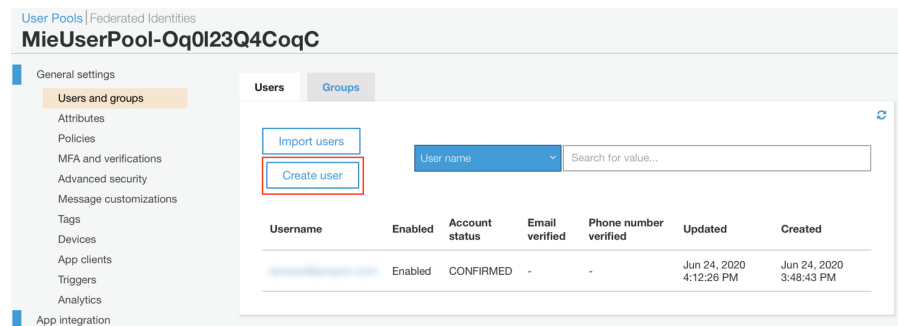 User Pools | Federated Identities
MieUserPool-Oq0I23Q4CoqC
General settings
Users and groups
Attributes
Policies
MFA and verifications
Advanced security
Message customizations
Tags
Devices
App clients
Triggers
Analytics
App integration
Users Groups
Import users
Create user
User name Search for value...
Username Enabled Account status Email verified Phone number verified Updated Created
Enabled CONFIRMED - - Jun 24, 2020 4:12:26 PM Jun 24, 2020 3:48:43 PM